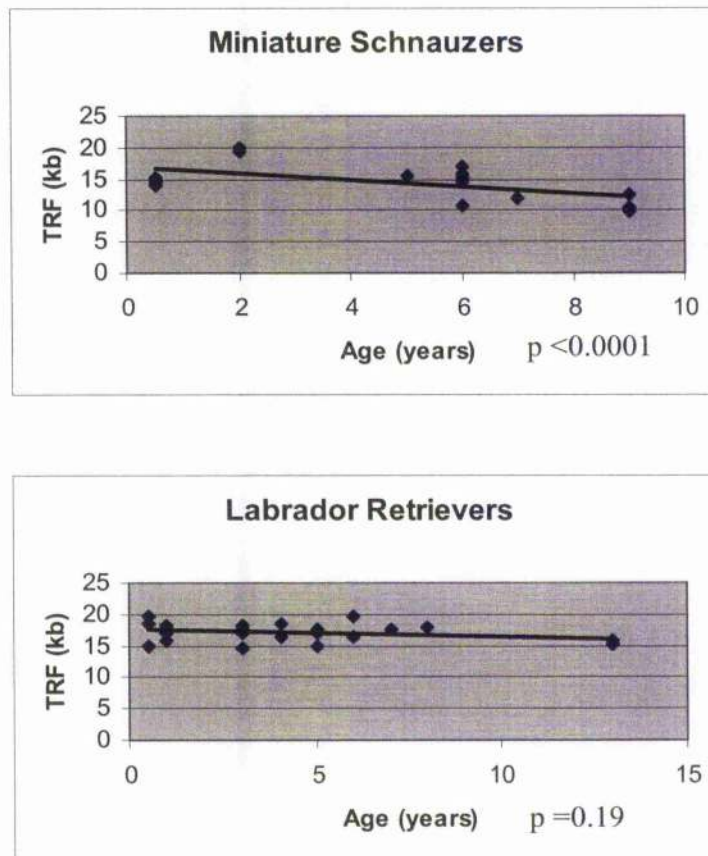 Miniature Schnauzers
25
20
15
10
5
0
TRF (kb)
0 2 4 6 8 10
Age (years) p <0.0001
Labrador Retrievers
25
20
15
10
5
0
TRF (kb)
0 5 10 15
Age (years) p =0.19